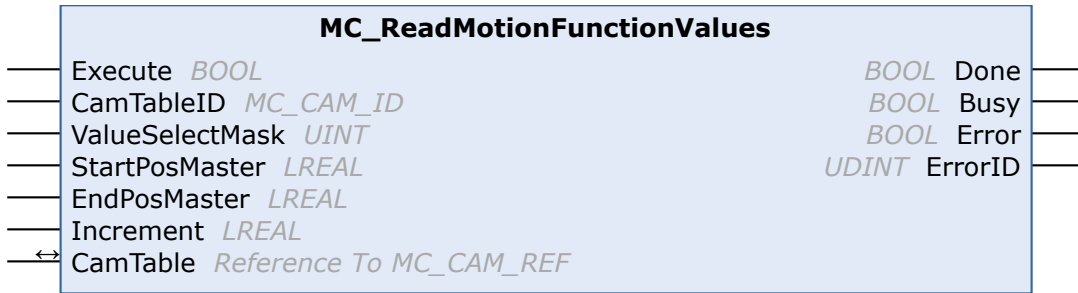 MC_ReadMotionFunctionValues
Execute BOOL BOOL Done
CamTableID MC_CAM_ID BOOL Busy
ValueSelectMask UINT BOOL Error
StartPosMaster LREAL UDINT ErrorID
EndPosMaster LREAL
Increment LREAL
↔ CamTable Reference To MC_CAM_REF